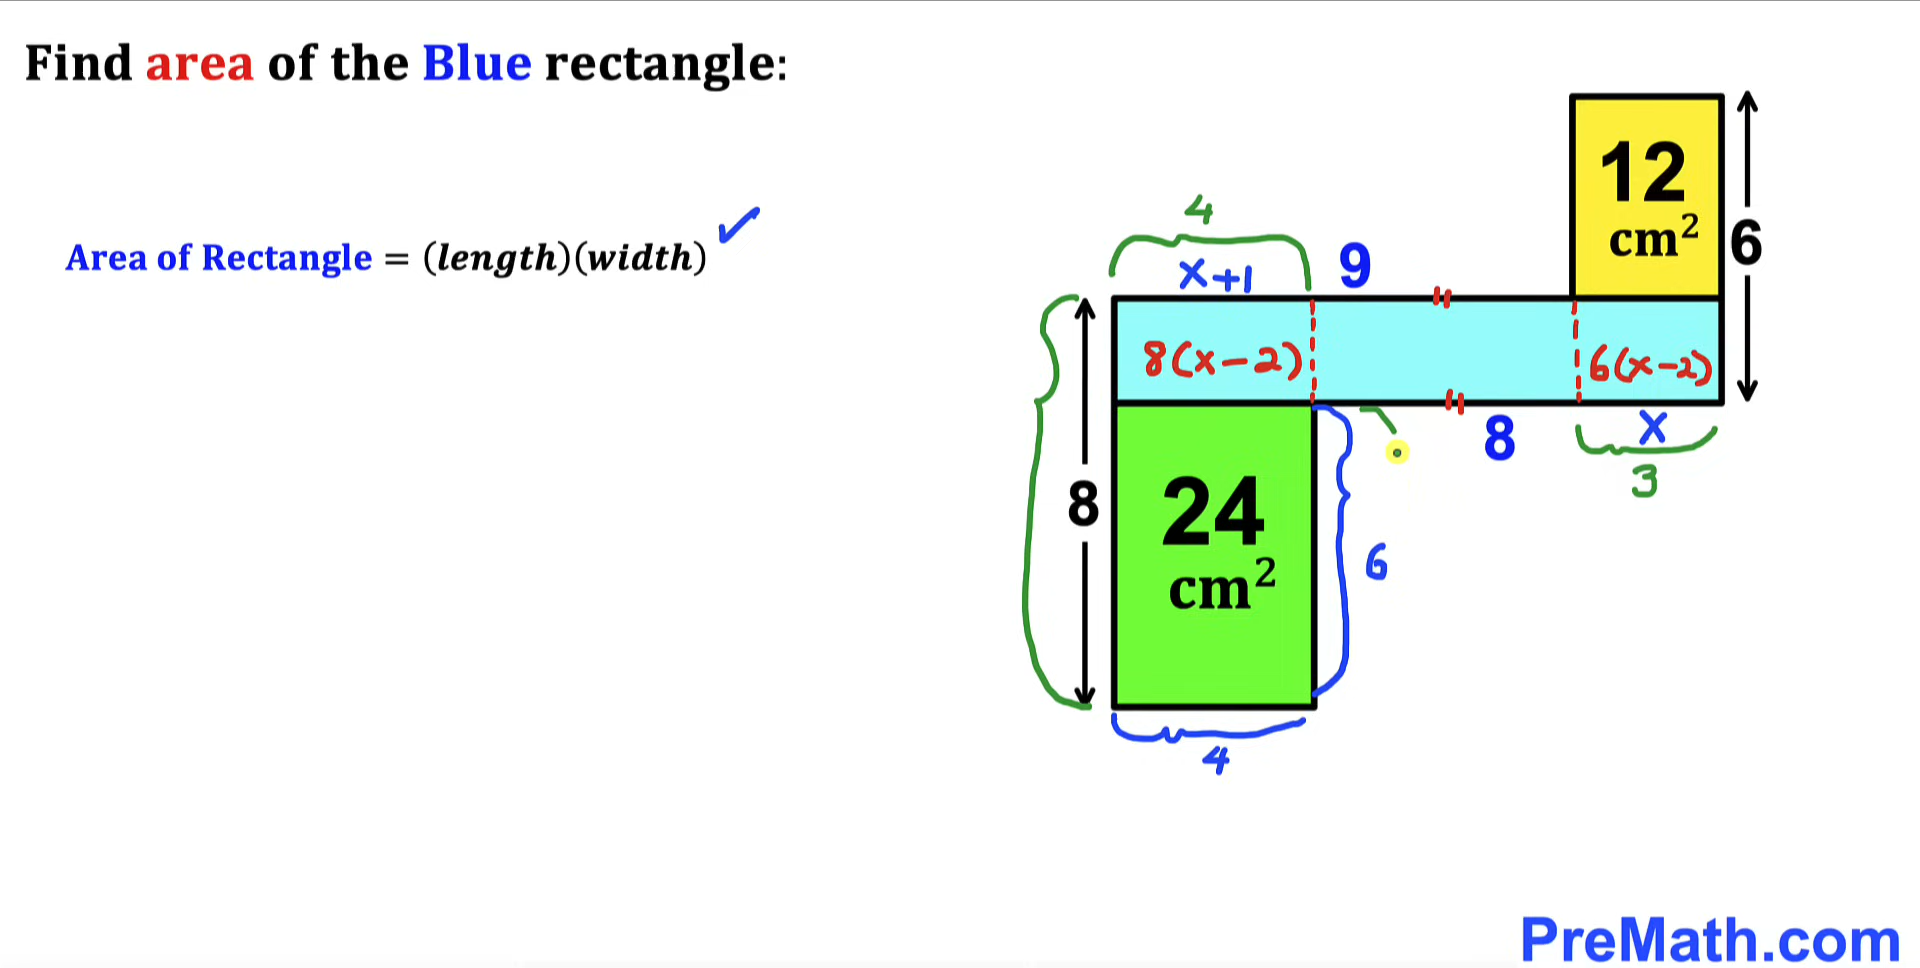 Find area of the Blue rectangle:
Area of Rectangle = (length)(width)
12
cm²
6
4
x+1
9
8(x-2)
6(x-2)
x
3
8
8
24
cm²
6
4
PreMath.com